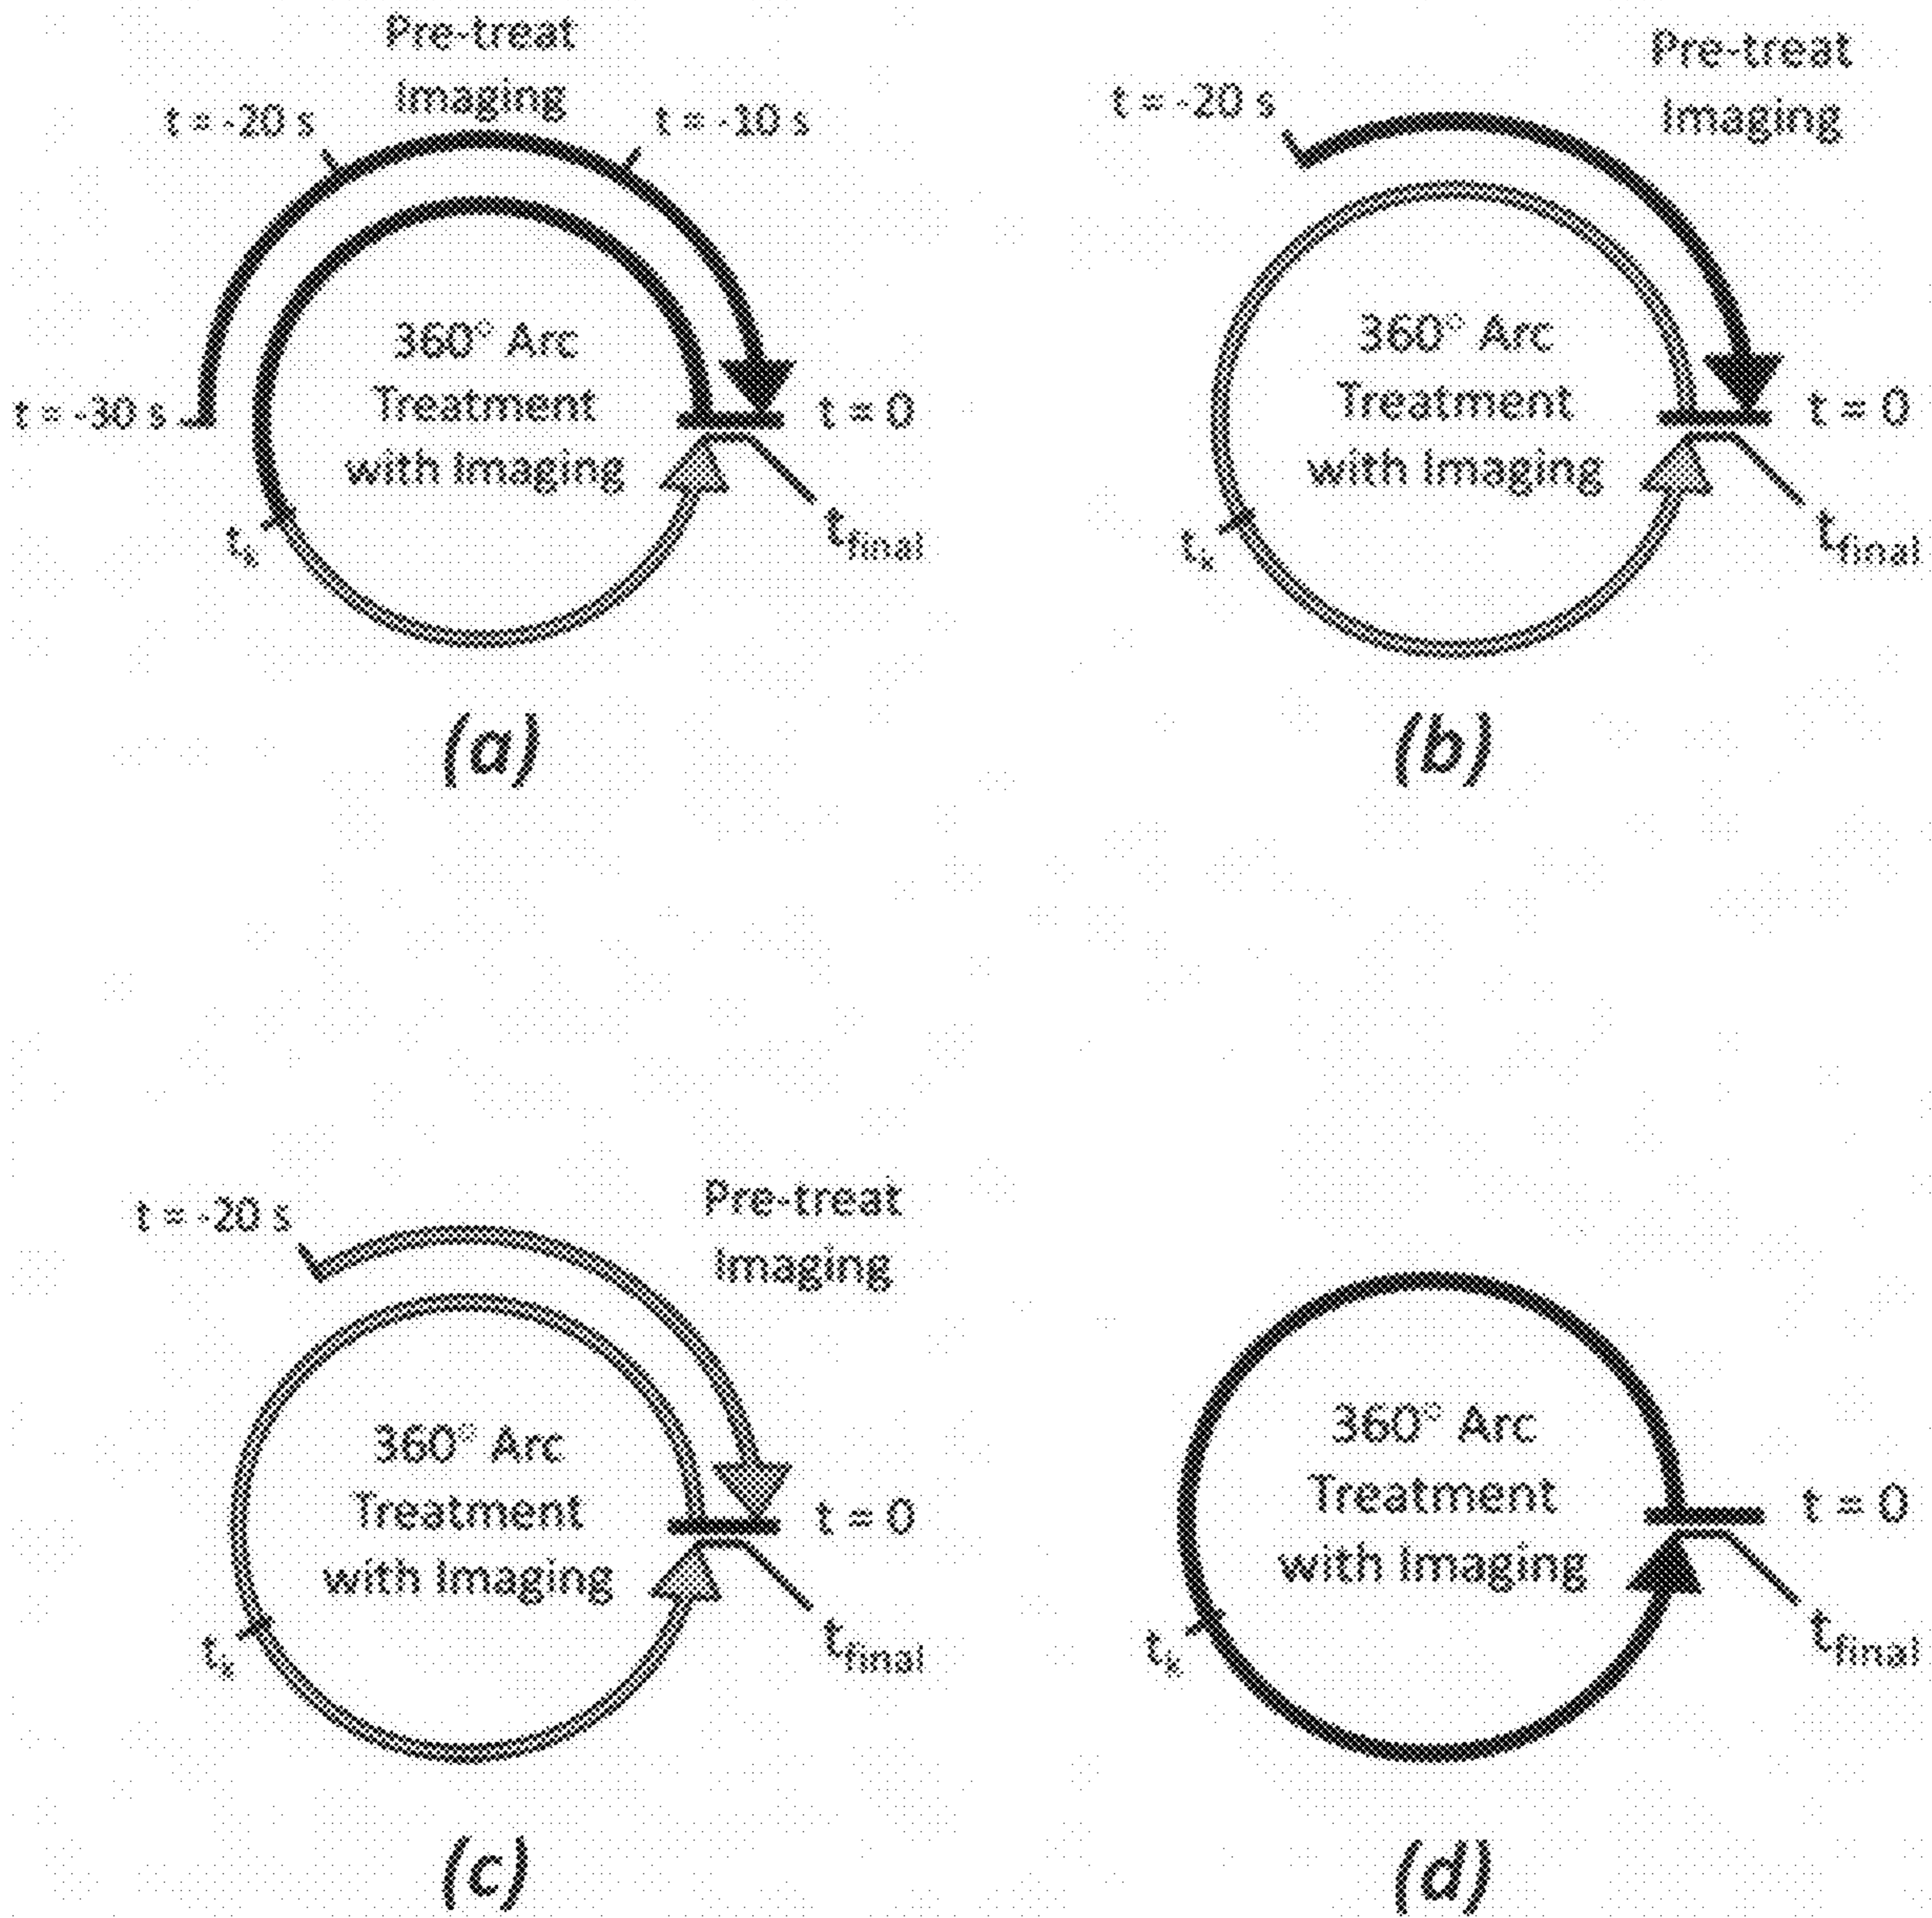 Pre-treat
Imaging
t = -20 s
t = -10 s
t = -30 s
360° Arc
Treatment
with Imaging
t = 0
tk
tfinal
(a)
Pre-treat
Imaging
t = -20 s
360° Arc
Treatment
with Imaging
t = 0
tk
tfinal
(b)
Pre-treat
Imaging
t = -20 s
360° Arc
Treatment
with Imaging
t = 0
tk
tfinal
(c)
360° Arc
Treatment
with Imaging
t = 0
tk
tfinal
(d)